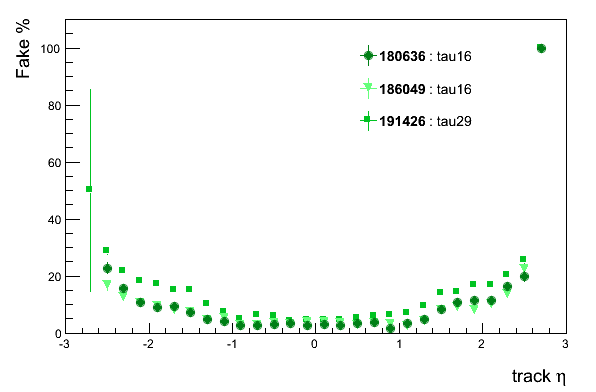 Fake %
100
180636 : tau16
80
186049 : tau16
191426 : tau29
60
40
20
0
-3 -2 -1 0 1 2 3
track η